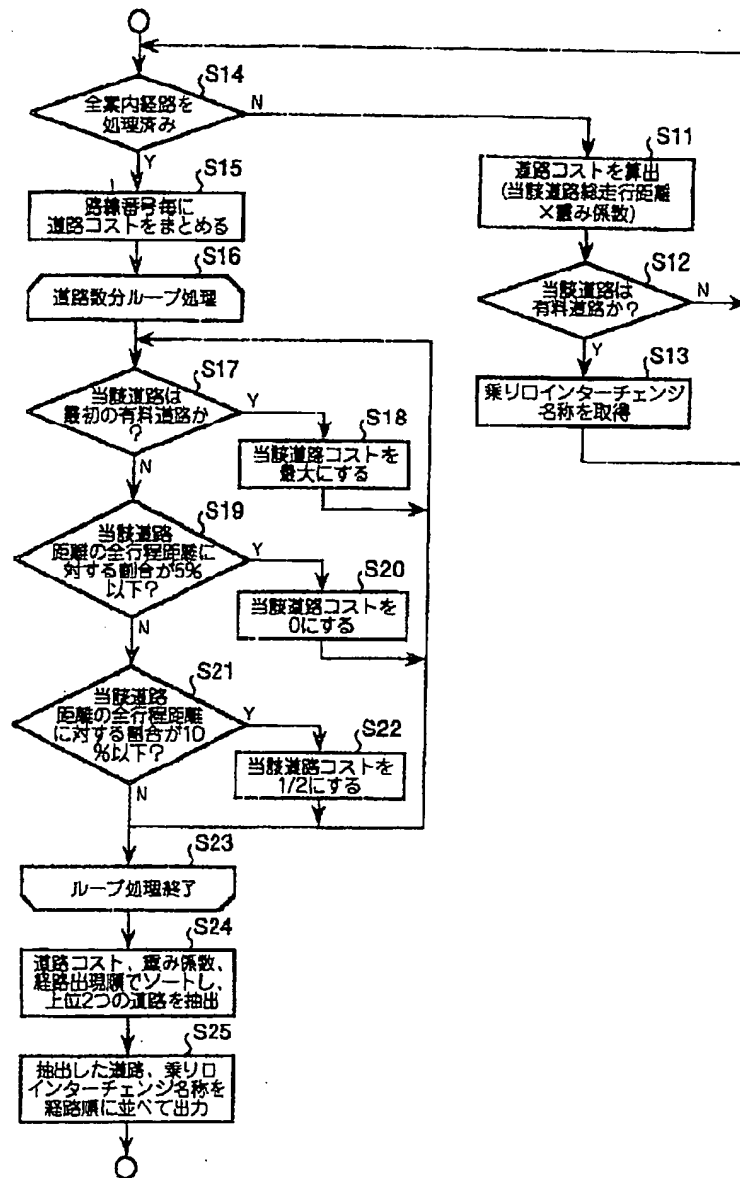 S14
全案内経路を
処理済み
N
Y
S15
路線番号毎に
道路コストをまとめる
S16
道路数分ループ処理
S17
当該道路は
最初の有料道路か
?
Y
N
S18
当該道路コストを
最大にする
S19
当該道路
距離の全行程距離に
対する割合が5%
以下?
Y
N
S20
当該道路コストを
0にする
S21
当該道路
距離の全行程距離
に対する割合が10
%以下?
Y
N
S22
当該道路コストを
1/2にする
S23
ループ処理終了
S24
道路コスト、重み係数、
経路出現順でソートし、
上位2つの道路を抽出
S25
抽出した道路、乗り口
インターチェンジ名称を
経路順に並べて出力
S11
道路コストを算出
(当該道路総走行距離
×重み係数)
S12
当該道路は
有料道路か?
N
Y
S13
乗り口インターチェンジ
名称を取得